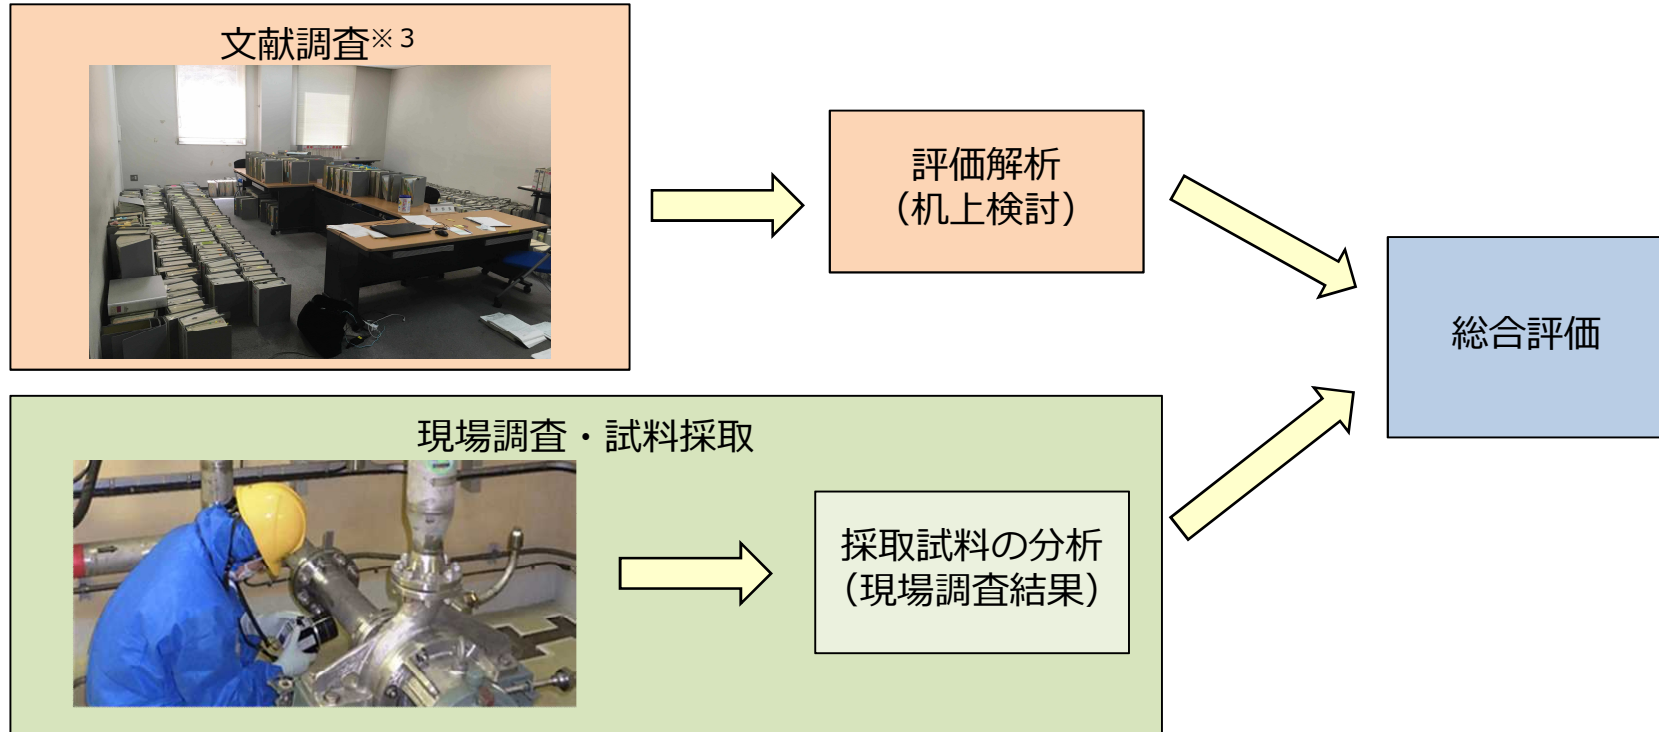 文献調査※3
評価解析
（机上検討）
総合評価
現場調査・試料採取
採取試料の分析
（現場調査結果）